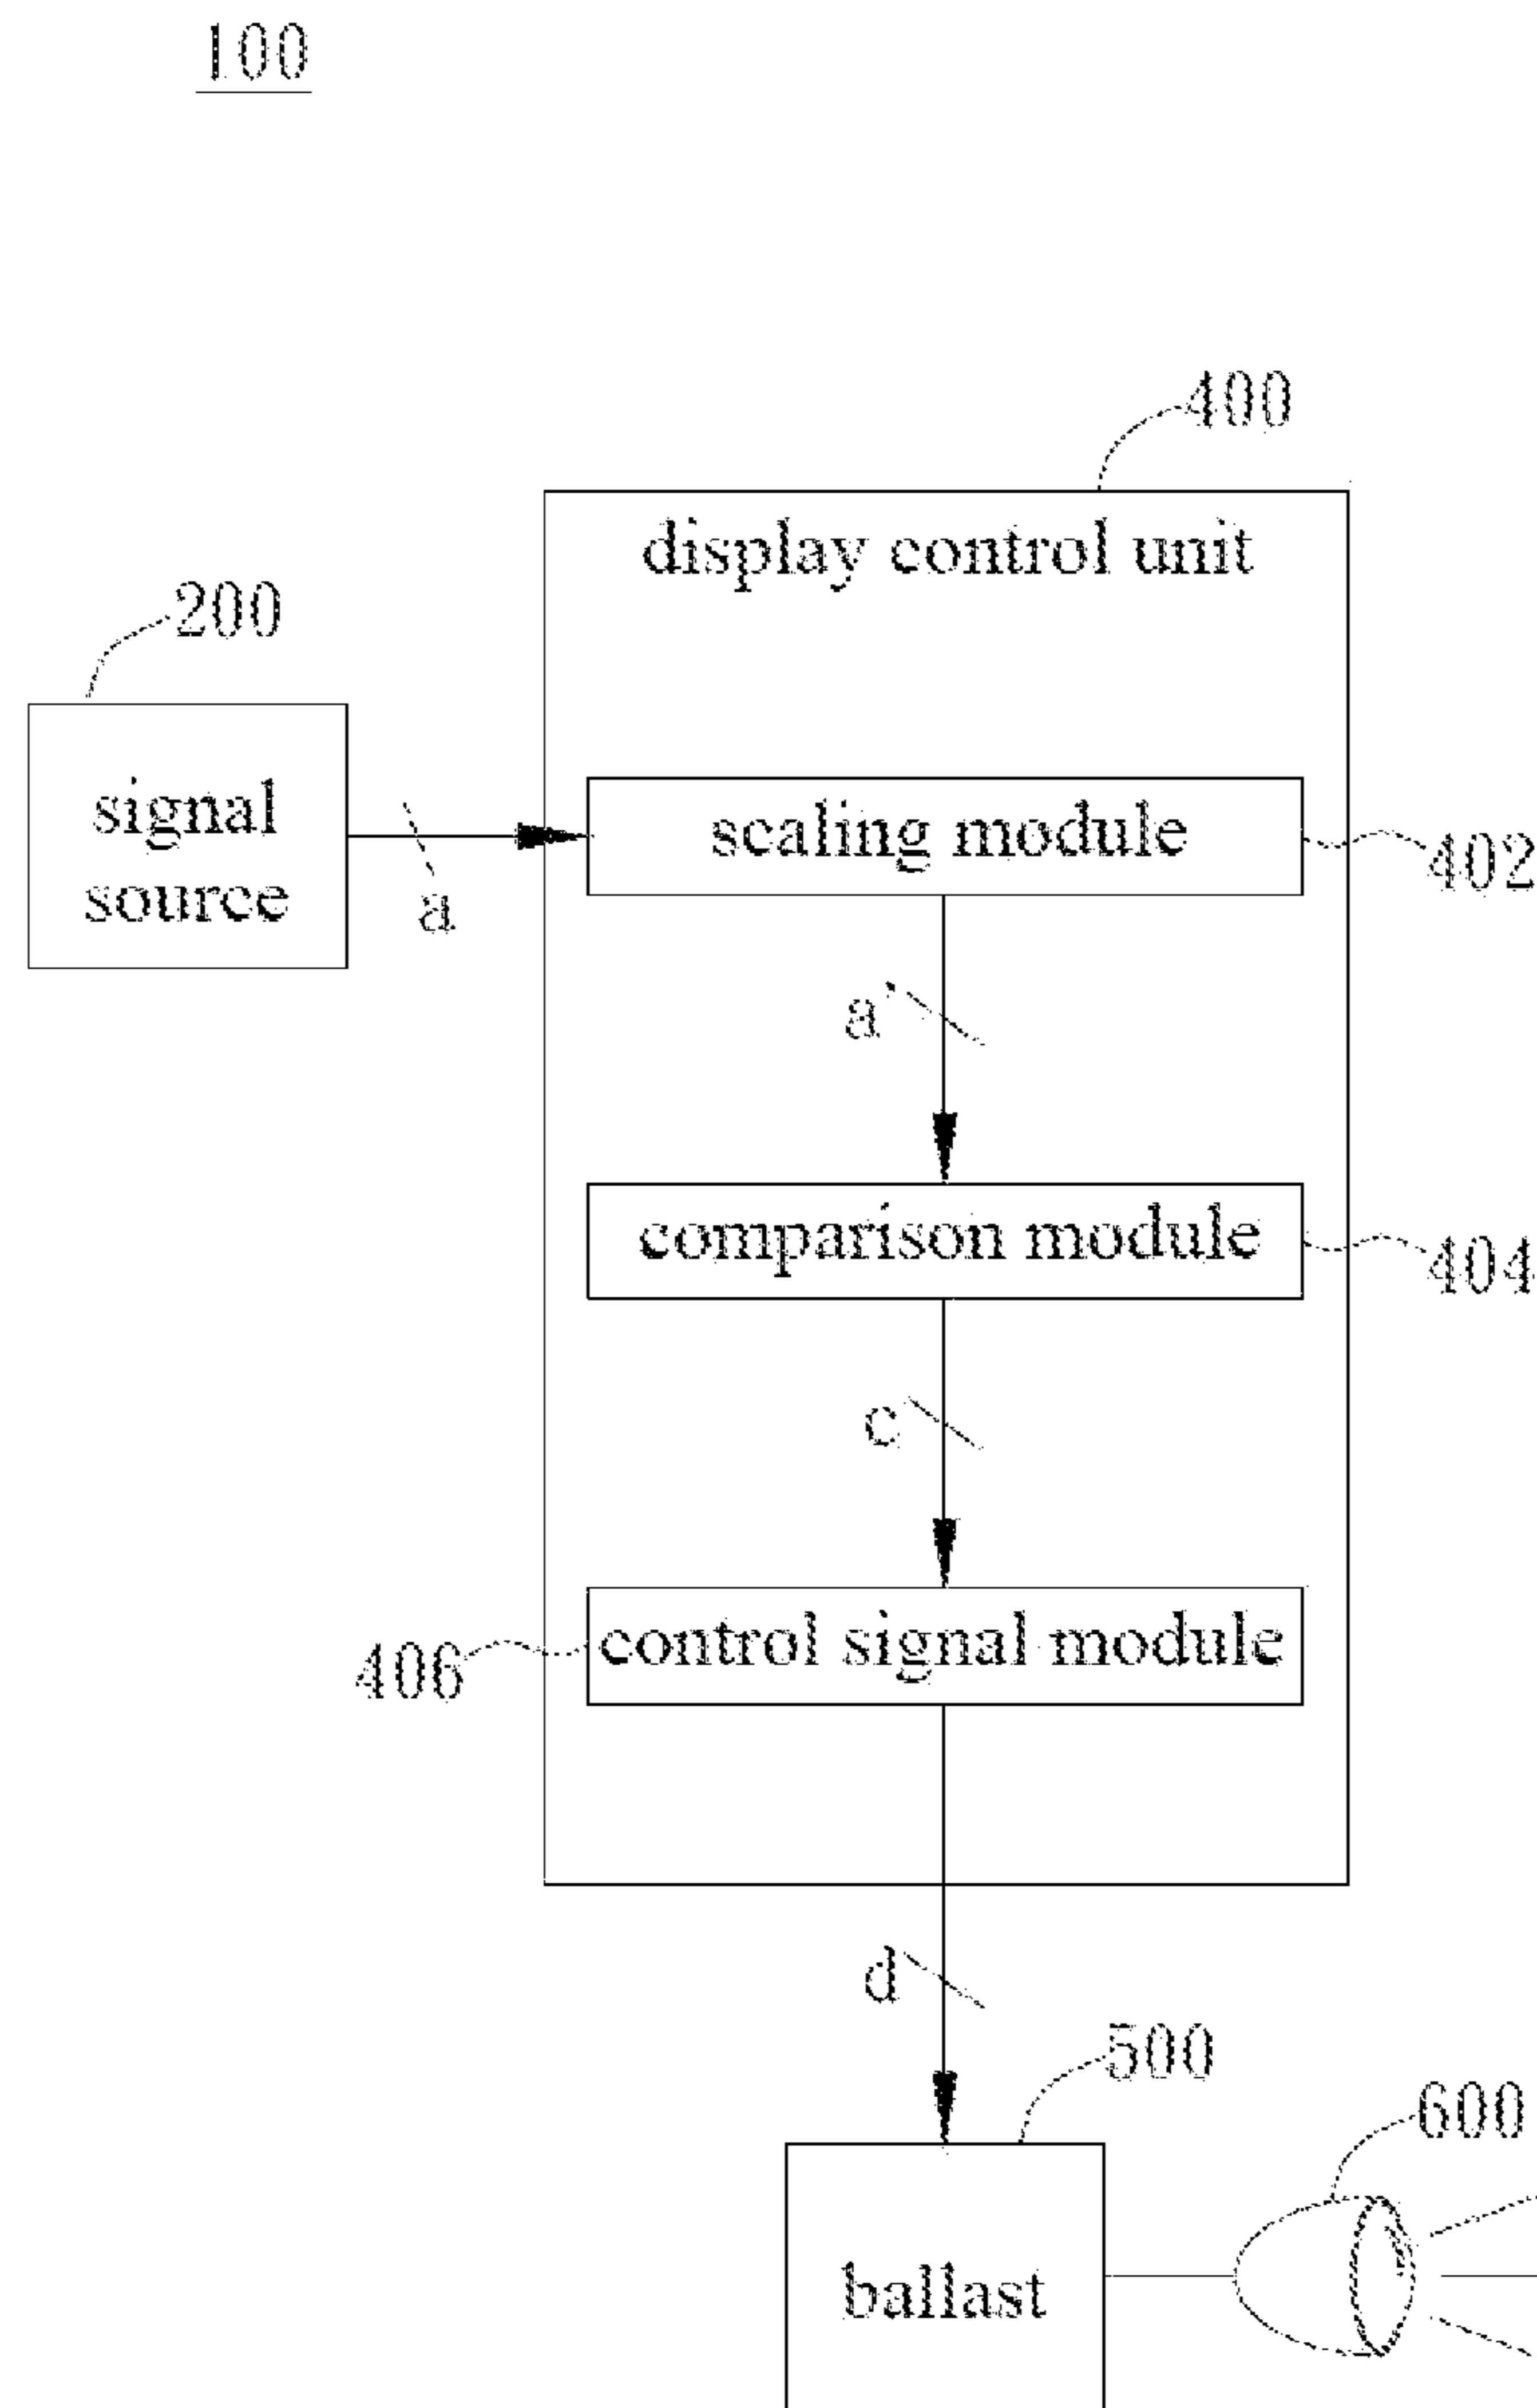 100
400
display control unit
200
signal
source
a
scaling module
402
a'
comparison module
404
c
control signal module
406
d
500
600
ballast